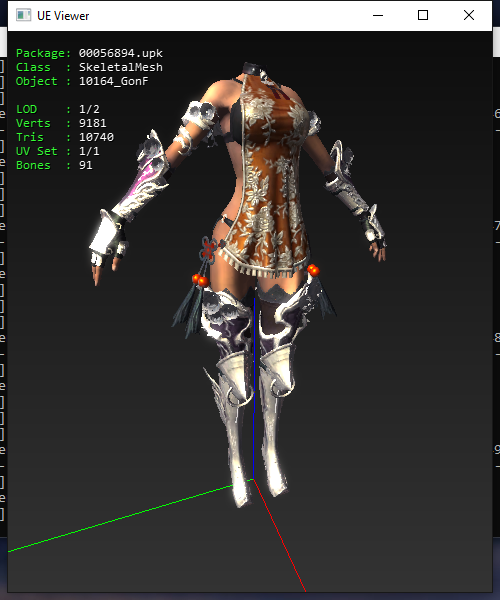 UE Viewer
Package: 00056894.upk
Class : SkeletalMesh
Object : 10164_GonF
LOD : 1/2
Verts : 9181
Tris : 10740
UV Set : 1/1
Bones : 91